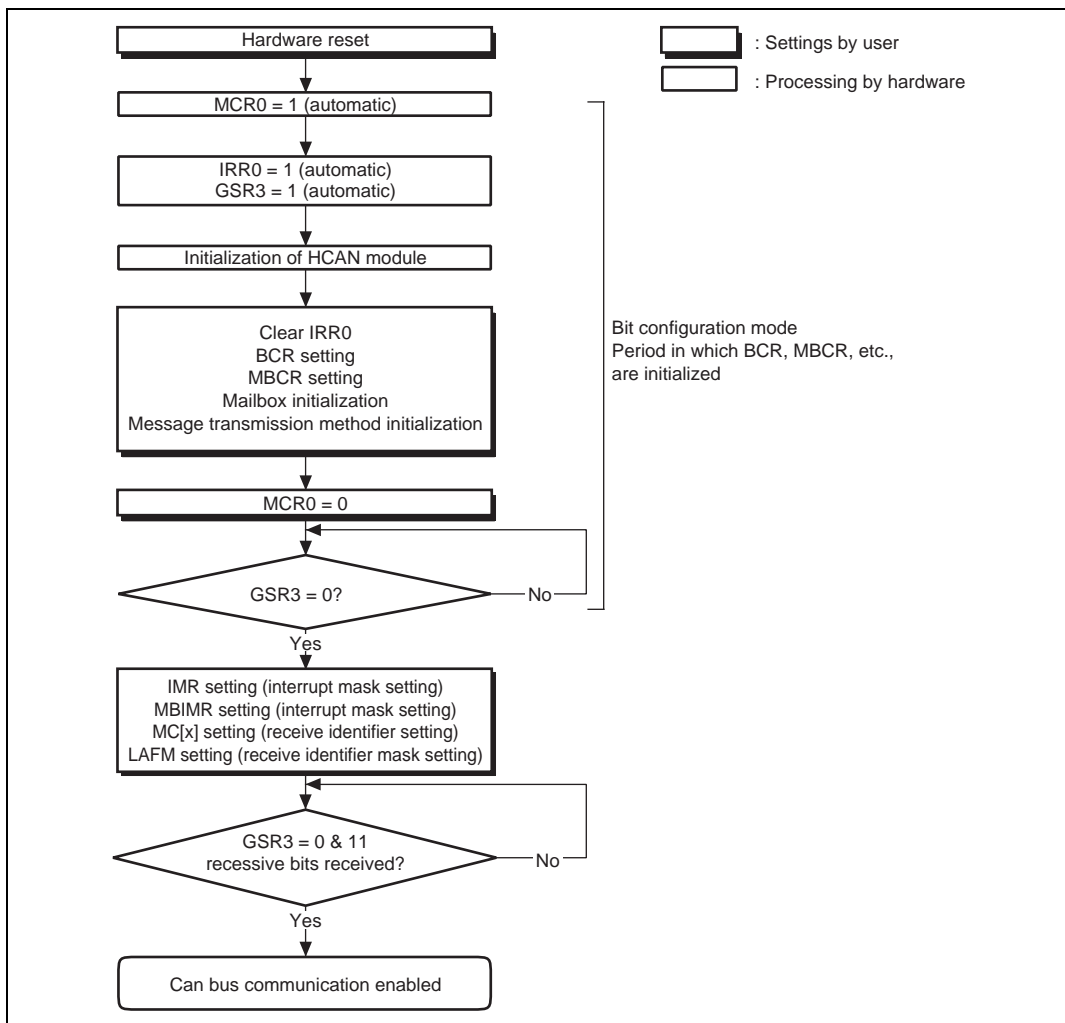 Hardware reset
: Settings by user
: Processing by hardware
MCR0 = 1 (automatic)
IRR0 = 1 (automatic)
GSR3 = 1 (automatic)
Initialization of HCAN module
Clear IRR0
BCR setting
MBCR setting
Mailbox initialization
Message transmission method initialization
Bit configuration mode
Period in which BCR, MBCR, etc.,
are initialized
MCR0 = 0
GSR3 = 0?
No
Yes
IMR setting (interrupt mask setting)
MBIMR setting (interrupt mask setting)
MC[x] setting (receive identifier setting)
LAFM setting (receive identifier mask setting)
GSR3 = 0 & 11
recessive bits received?
No
Yes
Can bus communication enabled